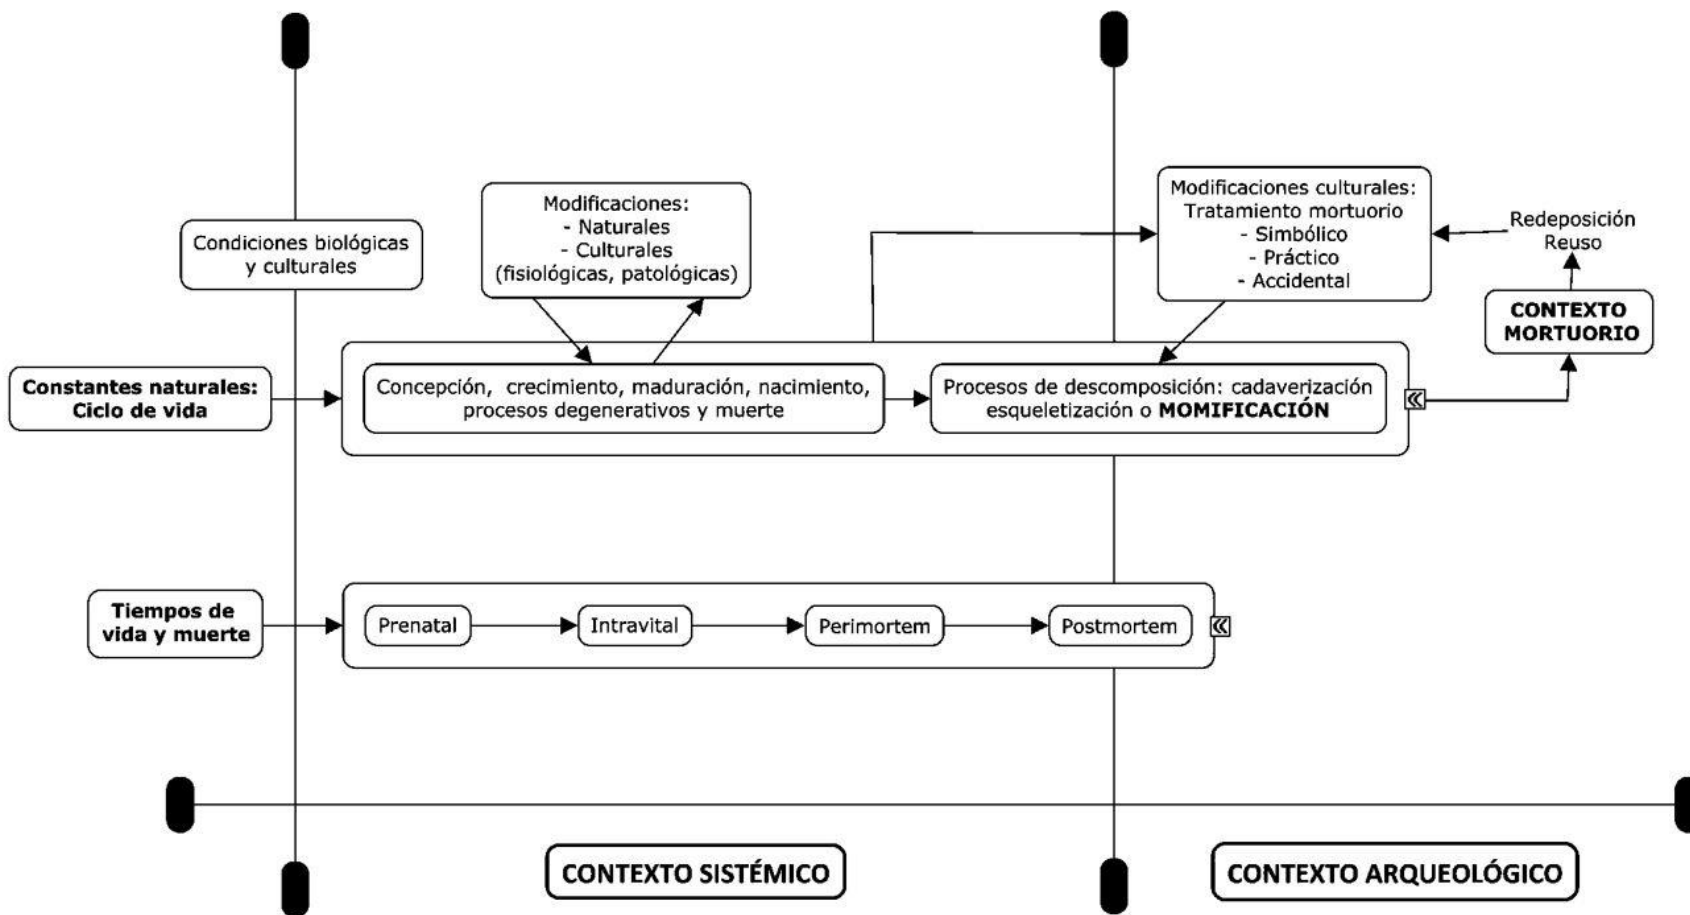 Modificaciones:
- Naturales
- Culturales
(fisiológicas, patológicas)
Modificaciones culturales:
Tratamiento mortuorio
- Simbólico
- Práctico
- Accidental
Redeposición
Reuso
Condiciones biológicas
y culturales
CONTEXTO
MORTUORIO
Constantes naturales:
Ciclo de vida
Concepción, crecimiento, maduración, nacimiento,
procesos degenerativos y muerte
Procesos de descomposición: cadaverización
esqueletización o MOMIFICACIÓN
Tiempos de
vida y muerte
Prenatal
Intravital
Perimortem
Postmortem
CONTEXTO SISTÉMICO
CONTEXTO ARQUEOLÓGICO